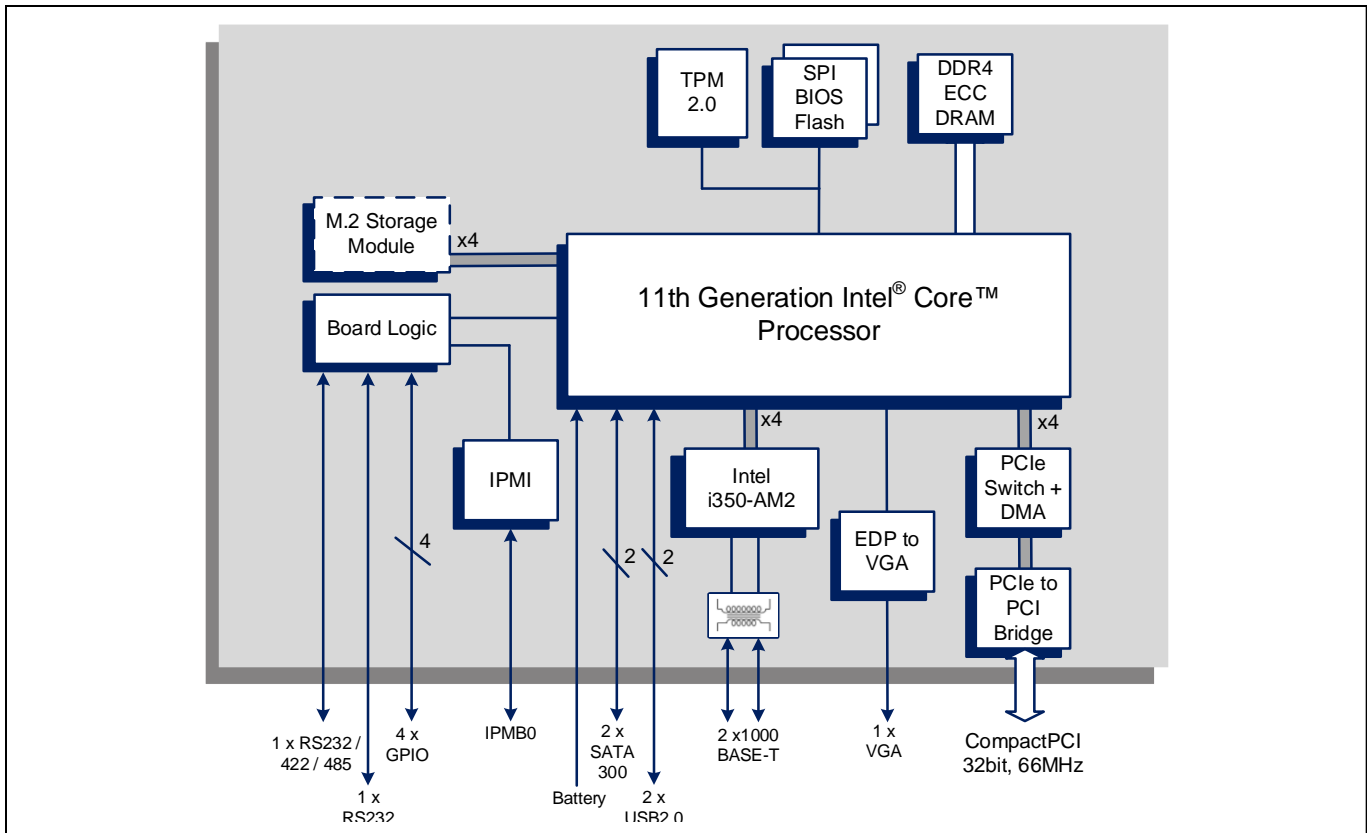 TPM
2.0
SPI
BIOS
Flash
DDR4
ECC
DRAM
M.2 Storage
Module
x4
11th Generation Intel® Core™
Processor
Board Logic
x4
x4
IPMI
Intel
i350-AM2
PCIe
Switch +
DMA
EDP to
VGA
4
2
2
PCIe to
PCI
Bridge
1 x RS232 /
422 / 485
4 x
GPIO
IPMB0
2 x
SATA
300
2 x1000
BASE-T
1 x
VGA
CompactPCI
32bit, 66MHz
1 x
RS232
Battery
2 x
USB2.0